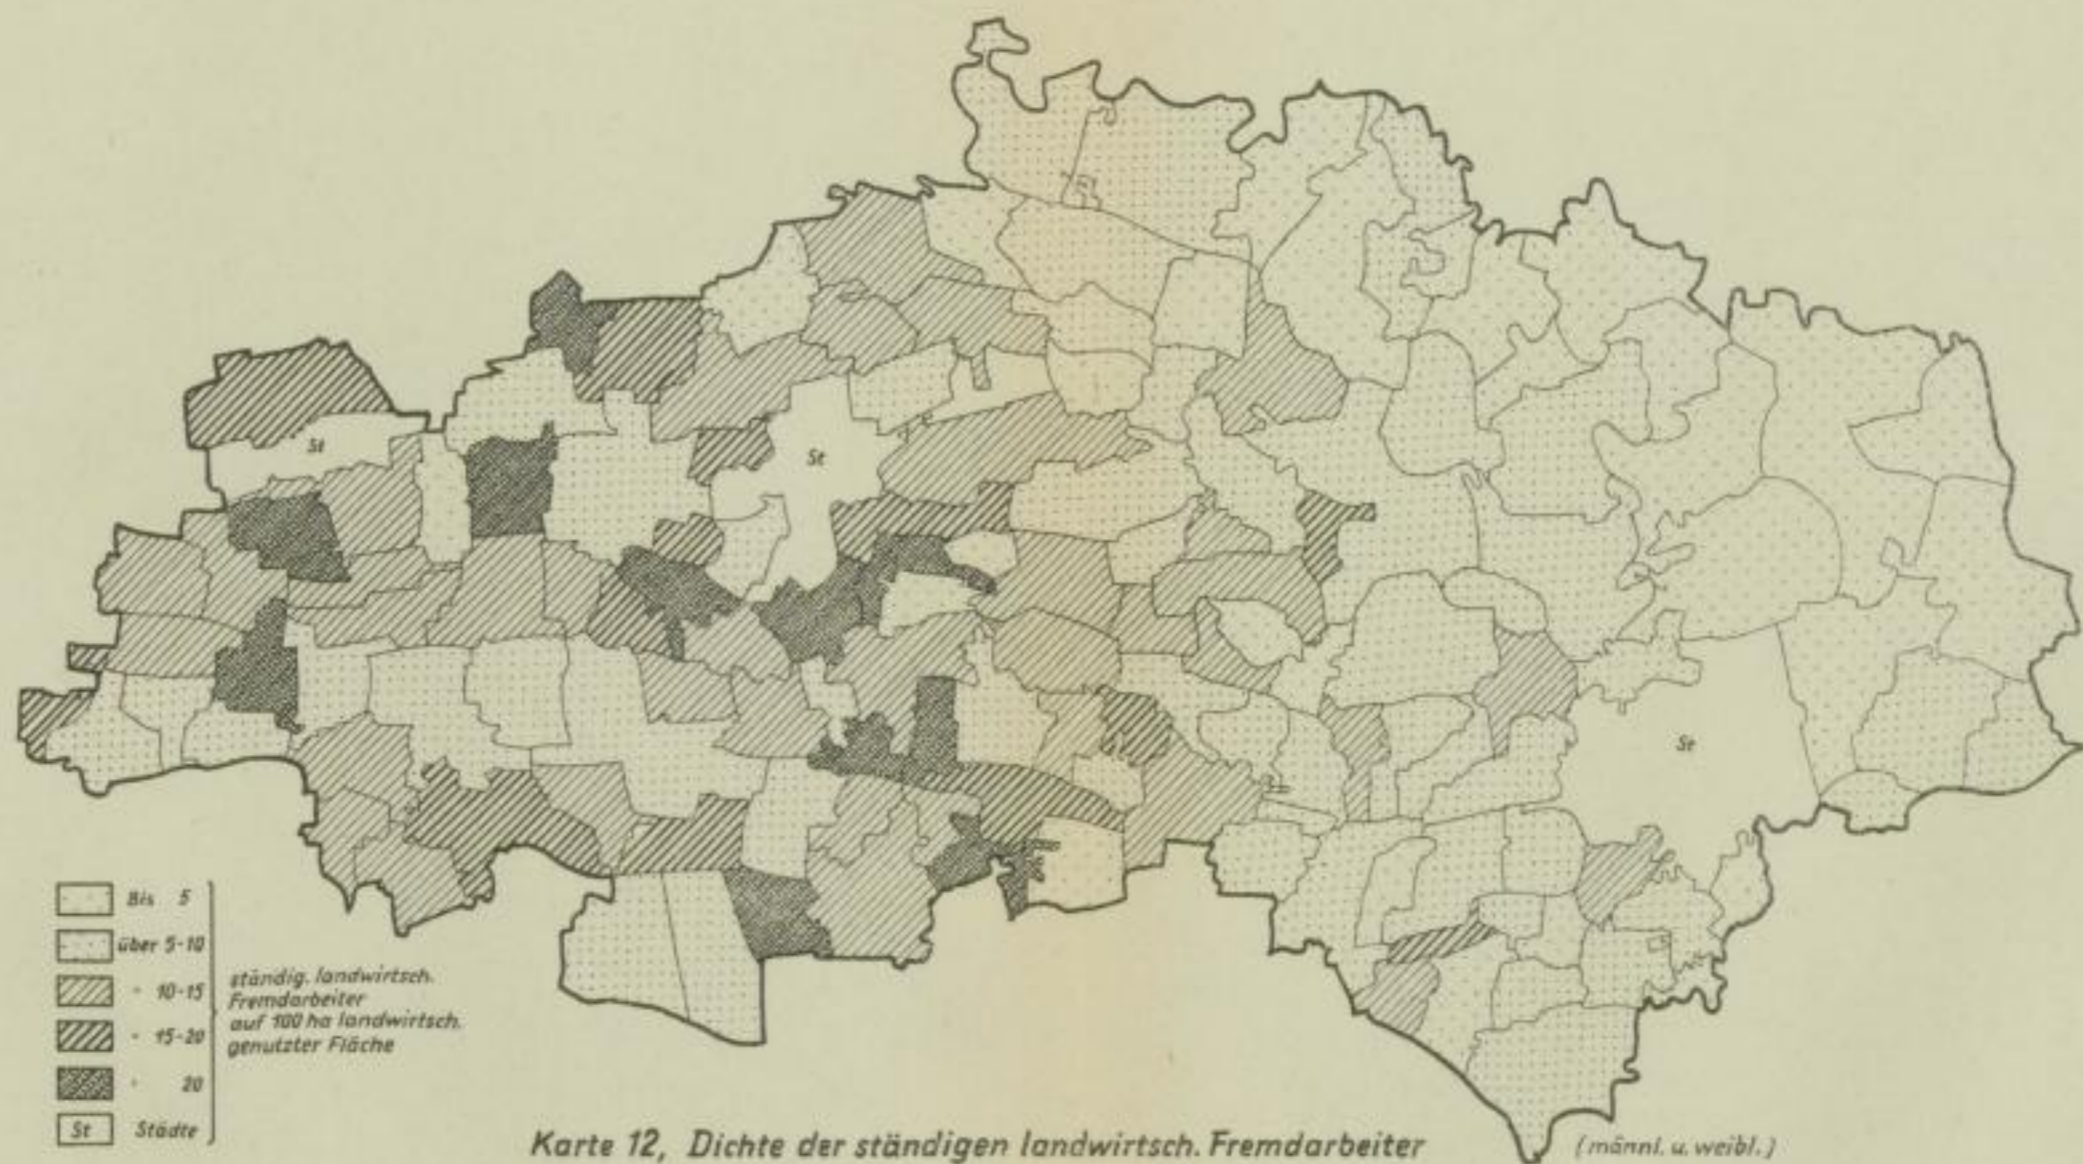 St
St
St
Bis 5
über 5-10
" 10-15
" 15-20
" 20
St Städte
ständig. landwirtsch.
Fremdarbeiter
auf 100 ha landwirtsch.
genutzter Fläche
Karte 12, Dichte der ständigen landwirtsch. Fremdarbeiter (männl. u. weibl.)